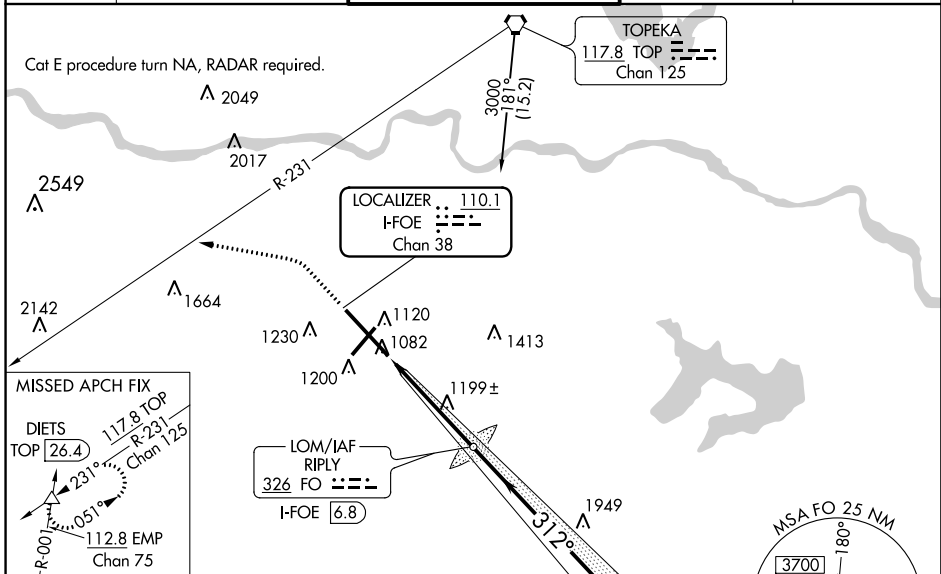 TOPEKA
117.8 TOP
Chan 125
Cat E procedure turn NA, RADAR required.
3000
181°
(15.2)
2049
2017
R-231
2549
LOCALIZER 110.1
I-FOE
Chan 38
1664
2142
1120
1230
1082
1413
1200
1199±
MISSED APCH FIX
DIETS
TOP 26.4
117.8 TOP
R-231
Chan 125
231°
051°
112.8 EMP
Chan 75
R-001
LOM/IAF
RIPLY
326 FO
I-FOE 6.8
312°
1949
MSA FO 25 NM
180°
3700